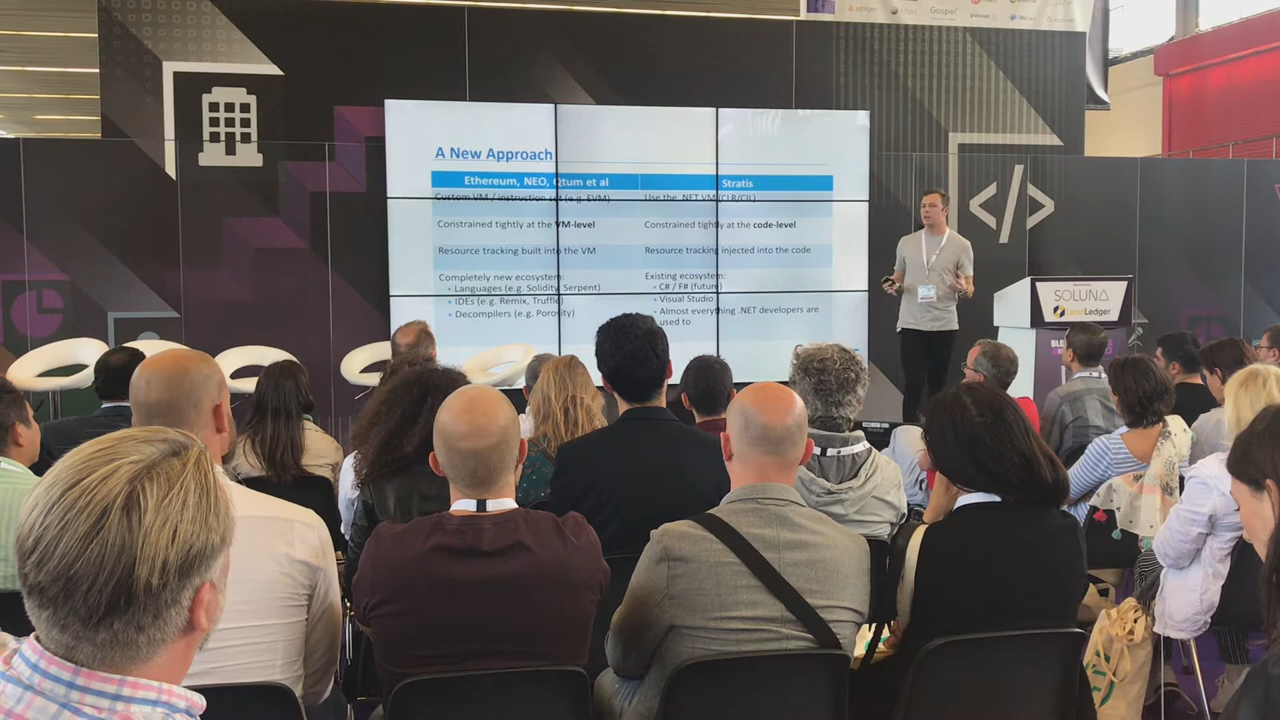 Gospel
A New Approach
Ethereum, NEO, Qtum et al
Stratis
Custom VM / instruction set (e.g. EVM)
Use the .NET VM (CLR/CIL)
Constrained tightly at the VM-level
Constrained tightly at the code-level
Resource tracking built into the VM
Resource tracking injected into the code
Completely new ecosystem:
• Languages (e.g. Solidity, Serpent)
• IDEs (e.g. Remix, Truffle)
• Decompilers (e.g. Porosity)
Existing ecosystem:
• C# / F# (future)
• Visual Studio
• Almost everything .NET developers are
used to
</>
SOLUNA
LendLedger